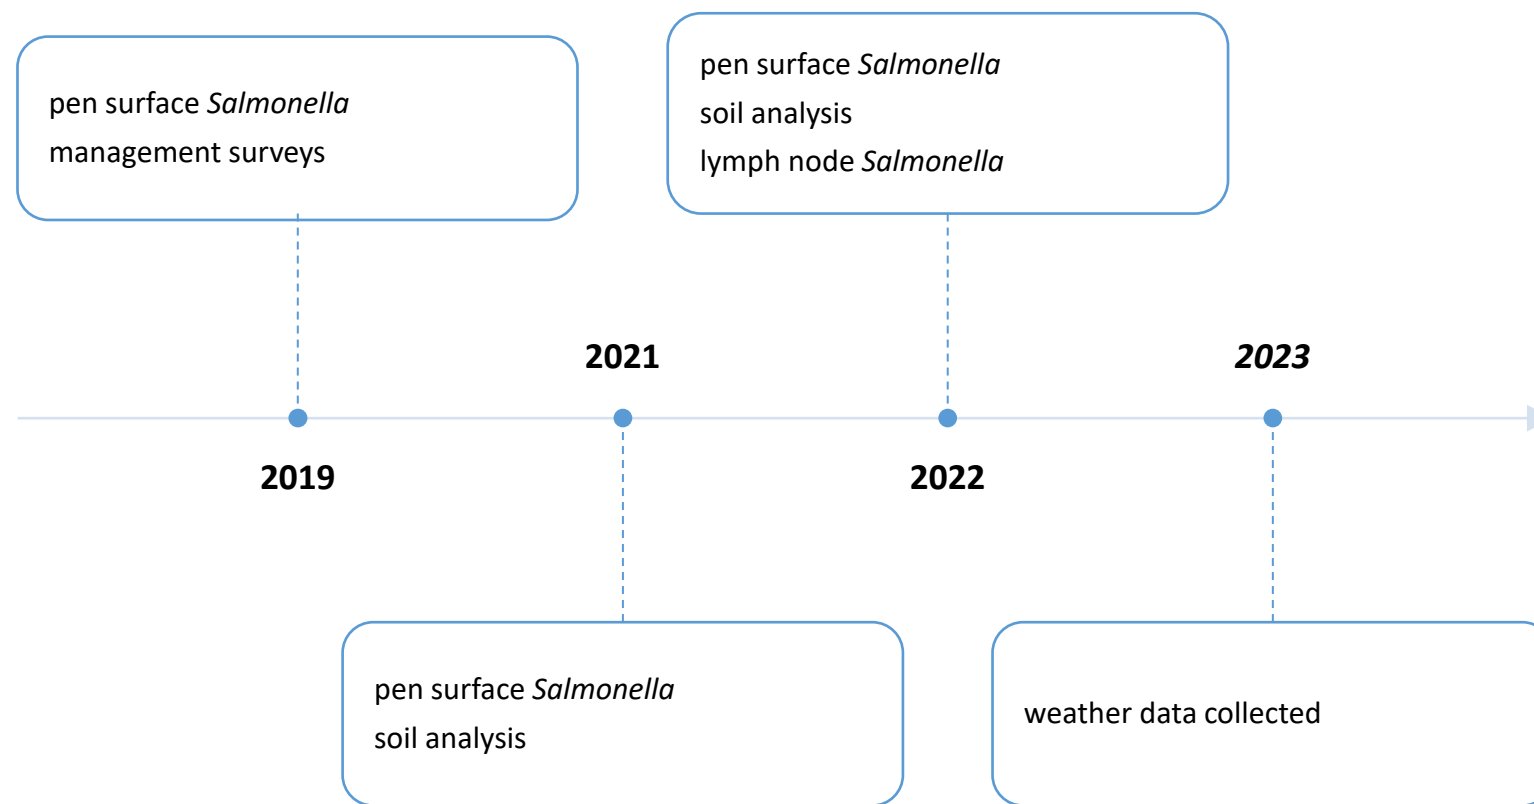 pen surface Salmonella
management surveys
2019
2021
pen surface Salmonella
soil analysis
pen surface Salmonella
soil analysis
lymph node Salmonella
2022
2023
weather data collected